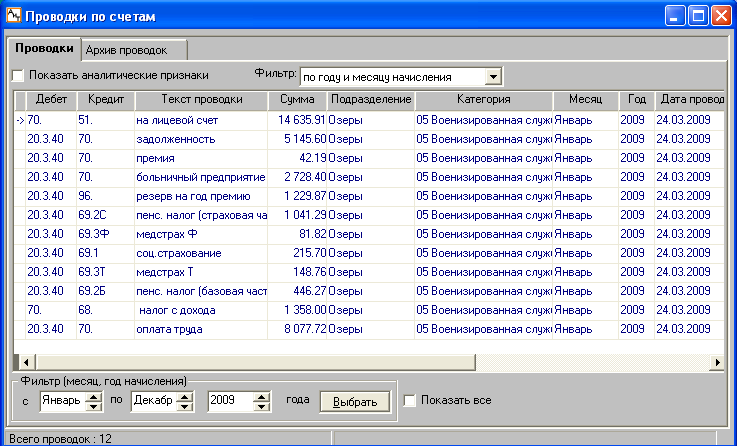 Проводки по счетам
Проводки Архив проводок
Показать аналитические признаки Фильтр: по году и месяцу начисления
Дебет Кредит Текст проводки Сумма Подразделение Категория Месяц Год Дата провод
70. 51. на лицевой счет 14 635.91 Озеры 05 Военизированная служ Январь 2009 24.03.2009
20.3.40 70. задолженность 5 145.60 Озеры 05 Военизированная служ Январь 2009 24.03.2009
20.3.40 70. премия 42.19 Озеры 05 Военизированная служ Январь 2009 24.03.2009
20.3.40 70. больничный предприятие 2 728.40 Озеры 05 Военизированная служ Январь 2009 24.03.2009
20.3.40 96. резерв на год премию 1 229.87 Озеры 05 Военизированная служ Январь 2009 24.03.2009
20.3.40 69.2С пенс. налог (страховая ча 1 041.29 Озеры 05 Военизированная служ Январь 2009 24.03.2009
20.3.40 69.3Ф медстрах Ф 81.82 Озеры 05 Военизированная служ Январь 2009 24.03.2009
20.3.40 69.1 соц.страхование 215.70 Озеры 05 Военизированная служ Январь 2009 24.03.2009
20.3.40 69.3Т медстрах Т 148.76 Озеры 05 Военизированная служ Январь 2009 24.03.2009
20.3.40 69.2Б пенс. налог (базовая част 446.27 Озеры 05 Военизированная служ Январь 2009 24.03.2009
70. 68. налог с дохода 1 358.00 Озеры 05 Военизированная служ Январь 2009 24.03.2009
20.3.40 70. оплата труда 8 077.72 Озеры 05 Военизированная служ Январь 2009 24.03.2009
Фильтр (месяц, год начисления)
с Январь по Декабр 2009 года Выбрать Показать все
Всего проводок : 12